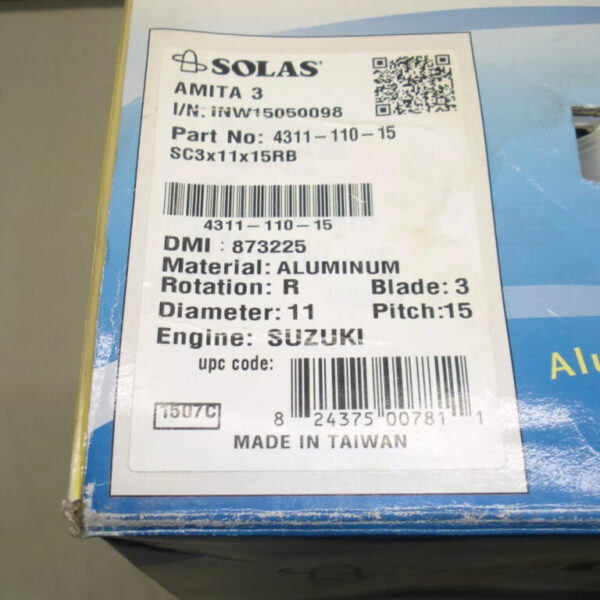 SOLAS®
AMITA 3
I/N: INW15050098
Part No: 4311-110-15
SC3x11x15RB
4311-110-15
DMI : 873225
Material: ALUMINUM
Rotation: R Blade: 3
Diameter: 11 Pitch:15
Engine: SUZUKI
upc code:
8 24375 00781 1
1507C
MADE IN TAIWAN
Alu